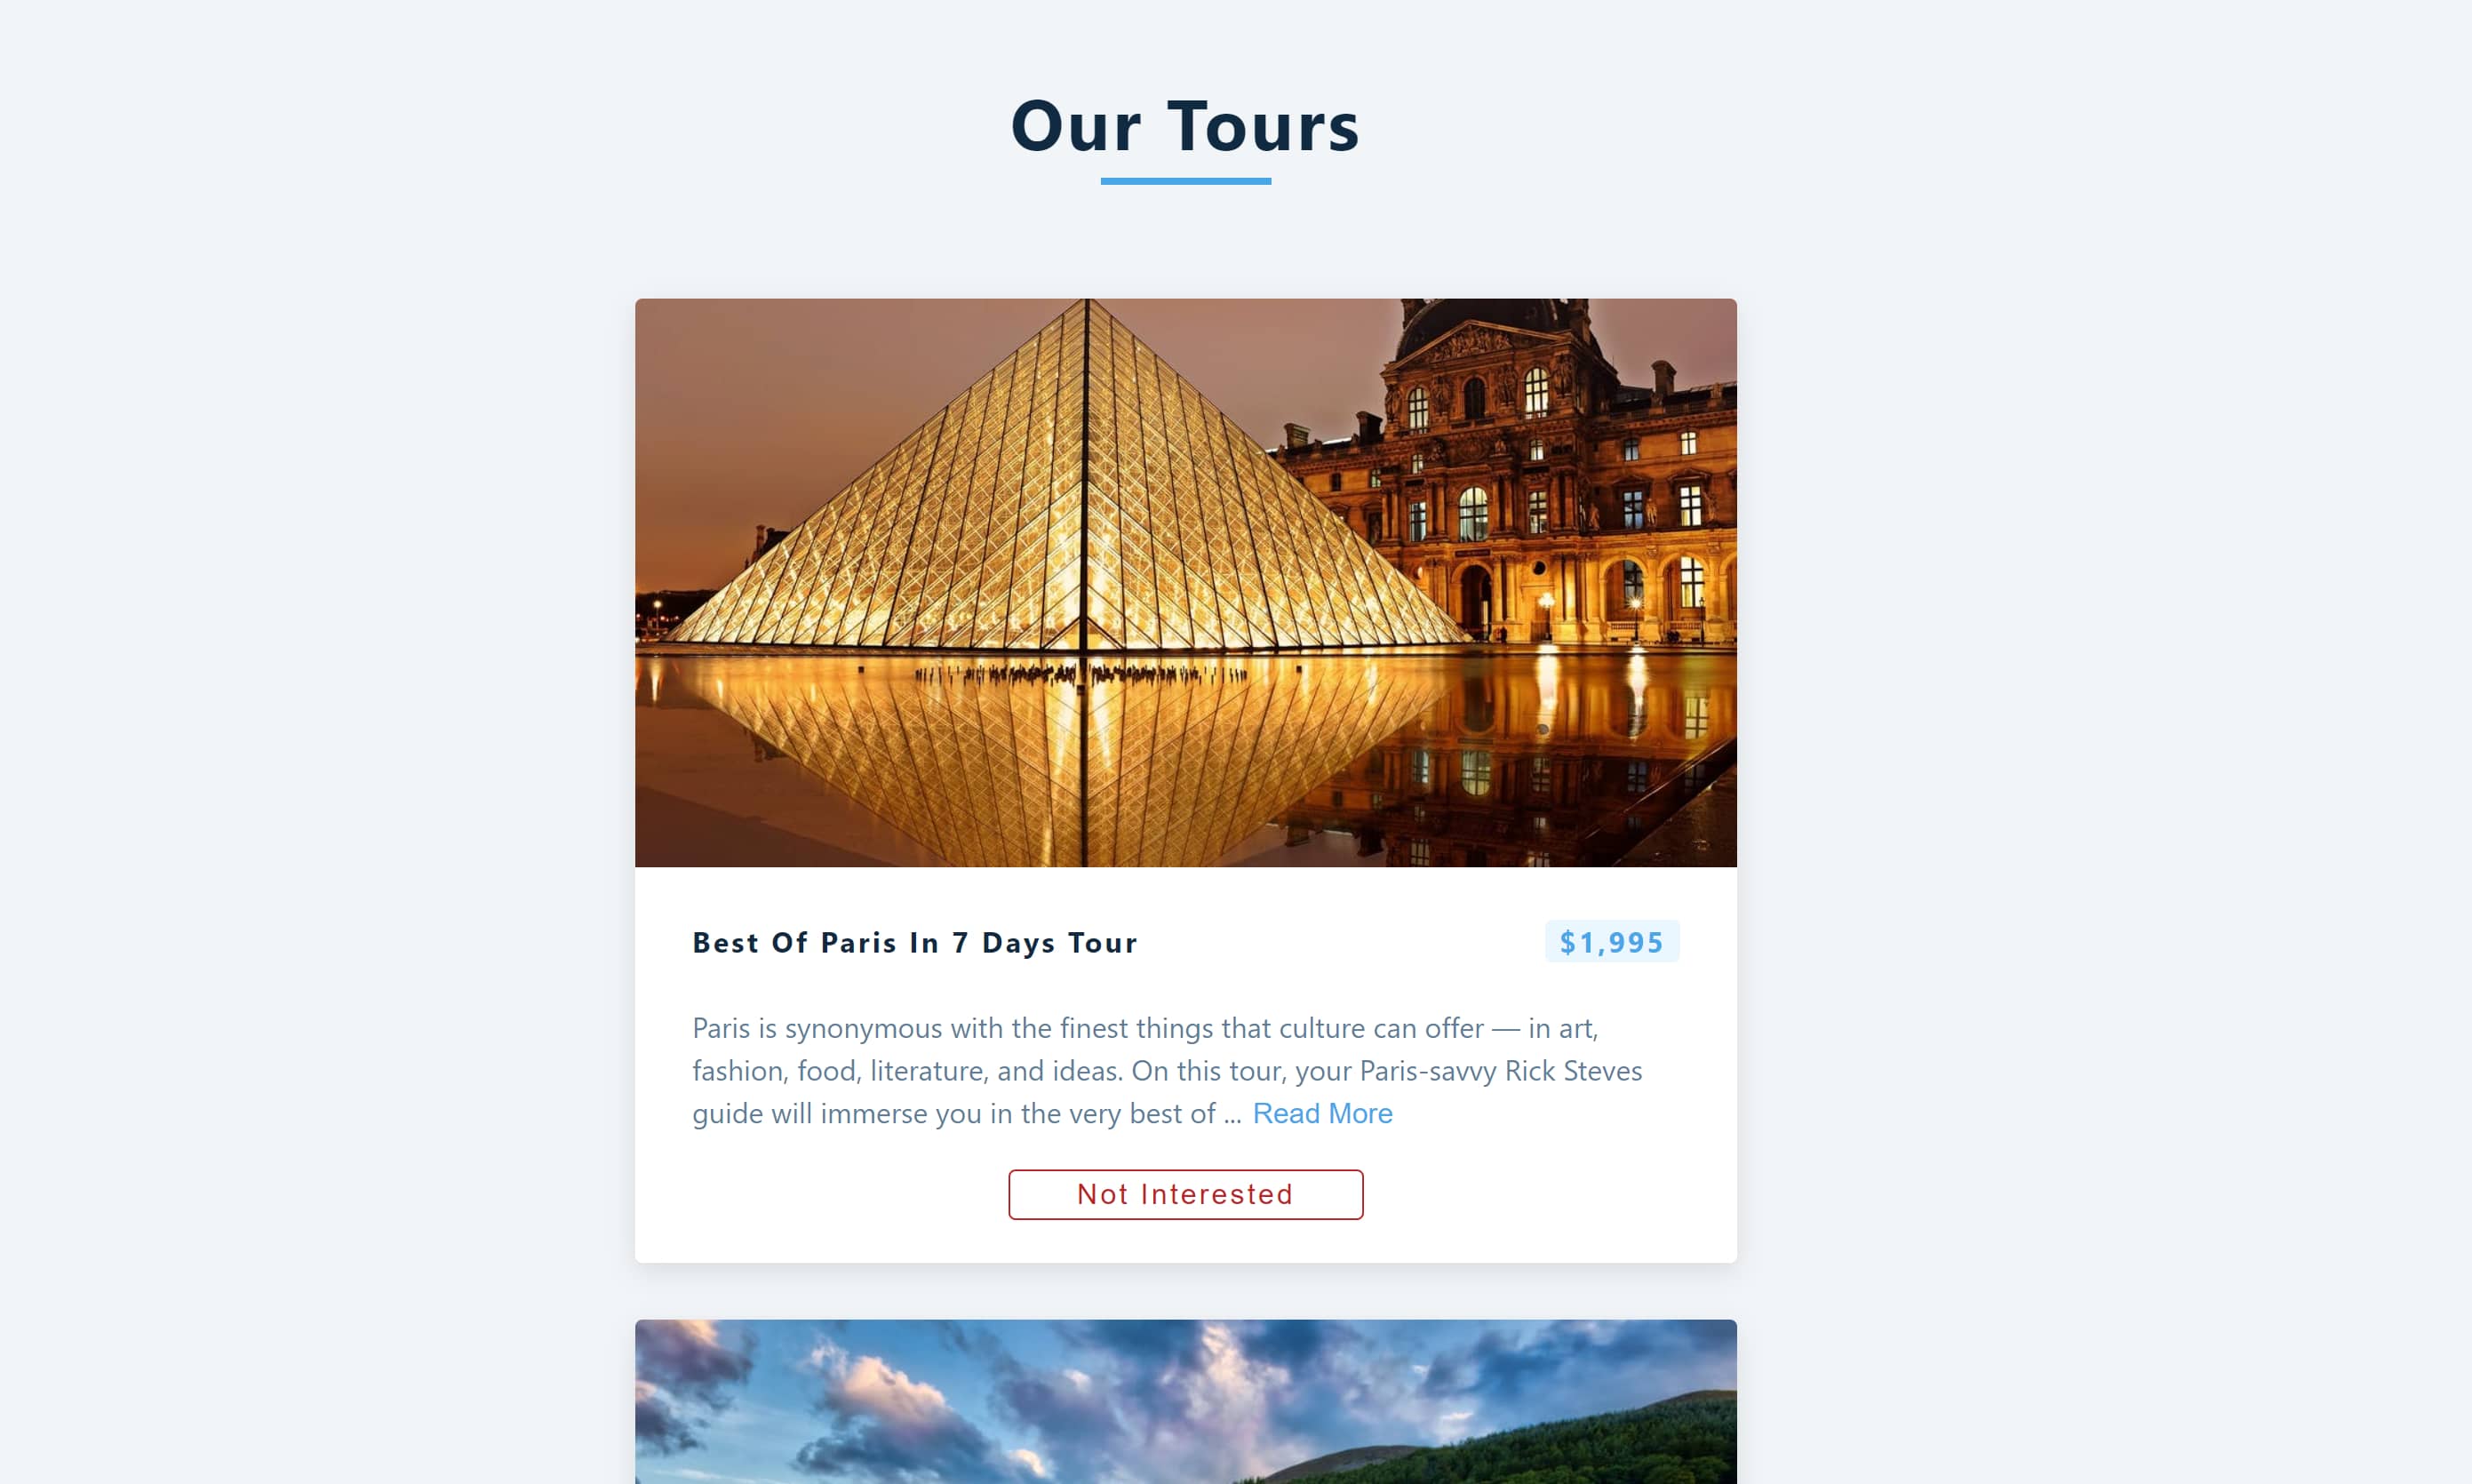 Our Tours
Best Of Paris In 7 Days Tour
$1,995
Paris is synonymous with the finest things that culture can offer — in art,
fashion, food, literature, and ideas. On this tour, your Paris-savvy Rick Steves
guide will immerse you in the very best of ... Read More
Not Interested